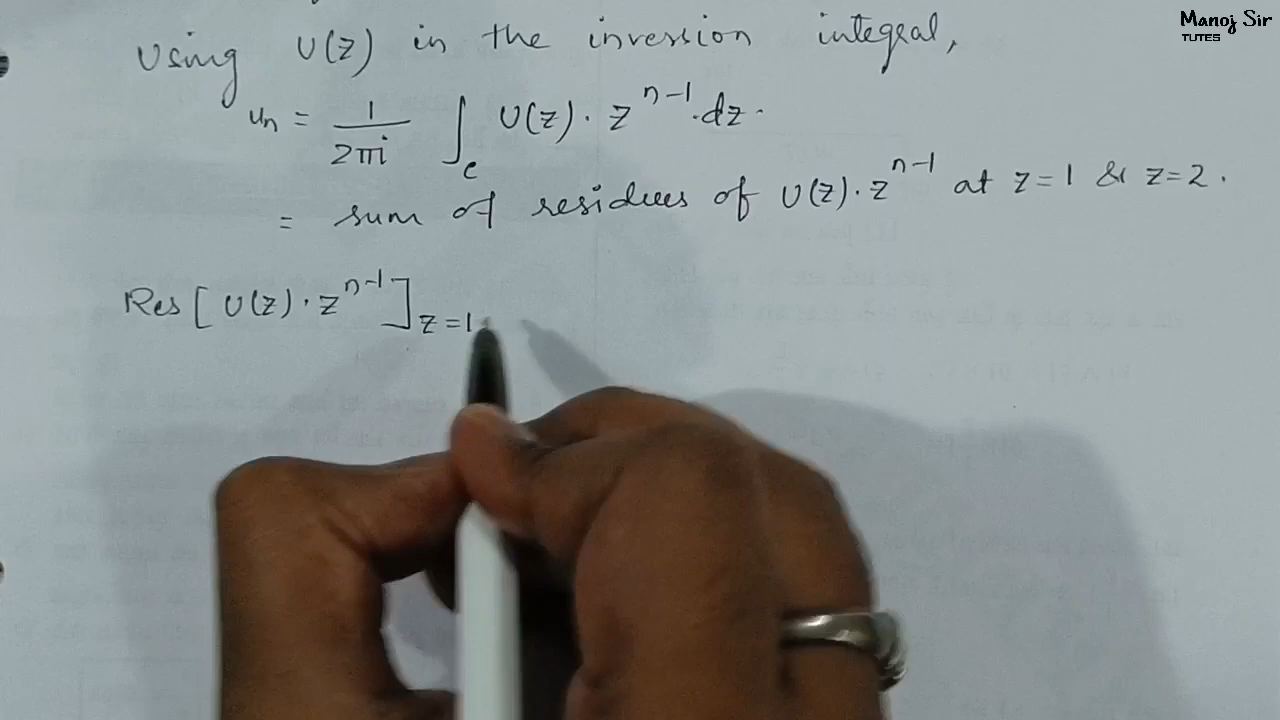 Manoj Sir
TUTES
Using U(z) in the inversion integral,
uₙ = 1/2πi ∫_c U(z) · z^{n-1} · dz.
= sum of residues of U(z) · z^{n-1} at z=1 & z=2.
Res [U(z) · z^{n-1}]_{z=1}